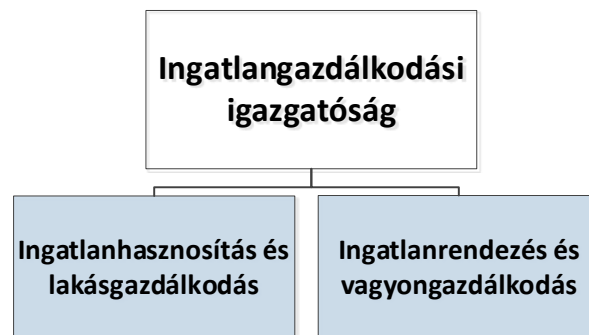 Ingatlangazdálkodási
igazgatóság
Ingatlanhasznosítás és
lakásgazdálkodás
Ingatlanrendezés és
vagyongazdálkodás